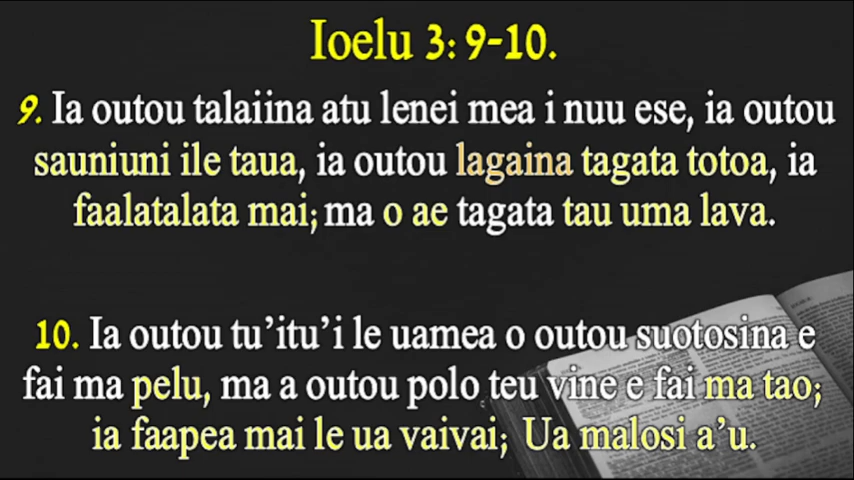 Ioelu 3: 9-10.
9. Ia outou talaiina atu lenei mea i nuu ese, ia outou
sauniuni ile taua, ia outou lagaina tagata totoa, ia
faalatalata mai; ma o ae tagata tau uma lava.
10. Ia outou tu'itu'i le uamea o outou suotosina e
fai ma pelu, ma a outou polo teu vine e fai ma tao;
ia faapea mai le ua vaivai; Ua malosi a'u.